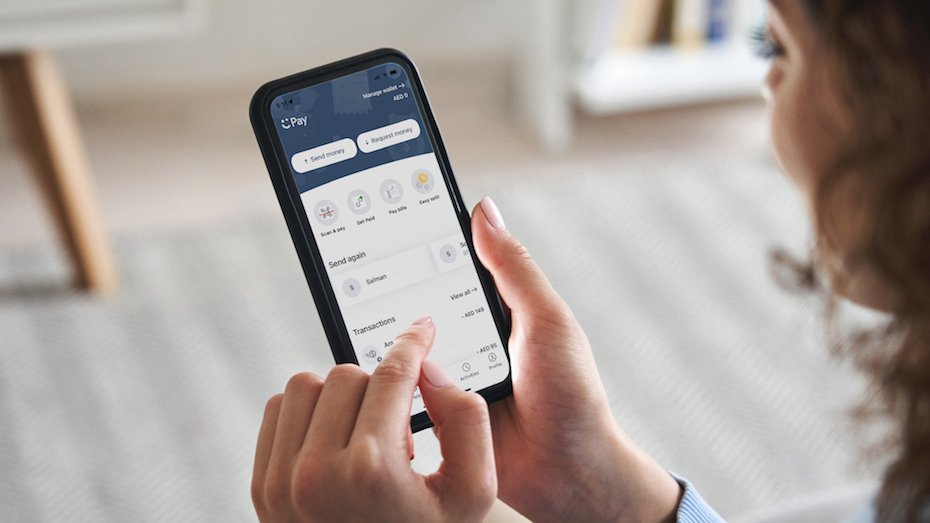 5:11
Manage wallet →
AED 0
Pay
↑ Send money
↓ Request money
Scan & pay
Get Paid
Pay bills
Easy split
Send again
S
Salman
S
View all →
Transactions
- AED 148
Am
- AED 95
Activities
Profile